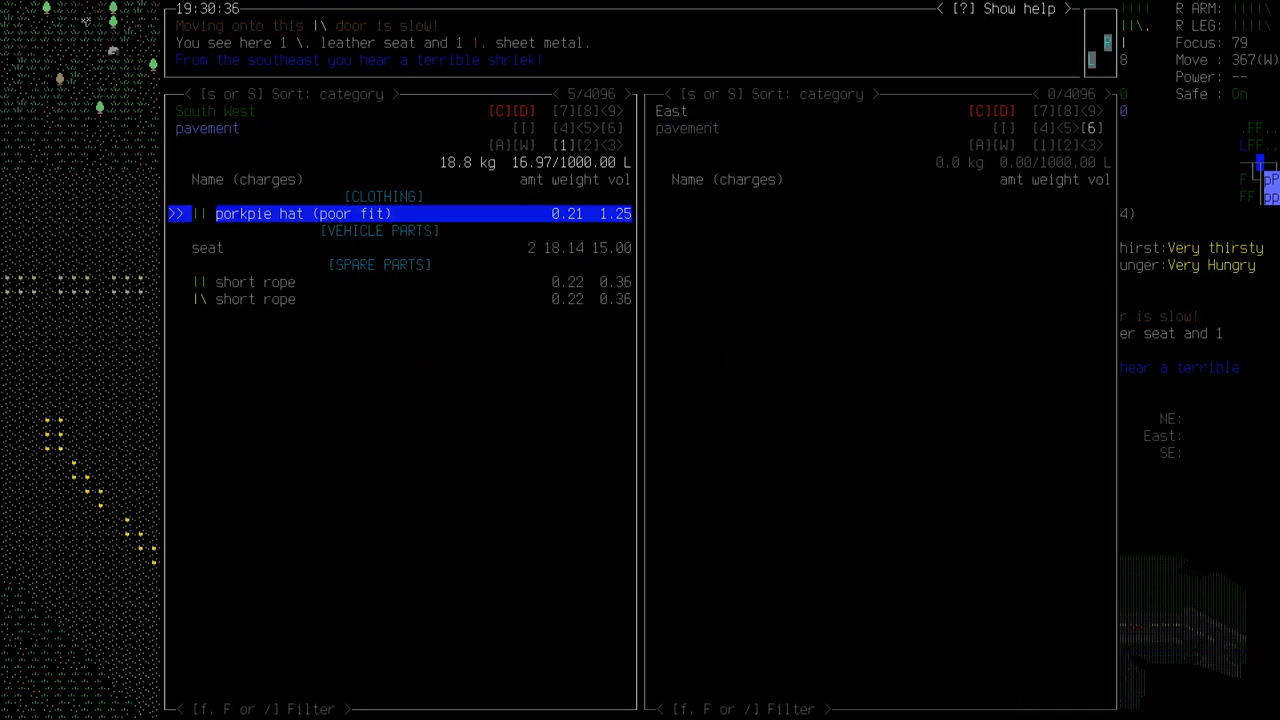 19:30:36
< [?] Show help >
Moving onto this |\ door is slow!
You see here 1 \. leather seat and 1 |. sheet metal.
From the southeast you hear a terrible shriek!
< [s or S] Sort: category >
< 5/4096 >
South West
[C][D] [7][8]<9>
pavement
[I] [4]<5>[6]
[A][W] [1][2]<3>
18.8 kg 16.97/1000.00 L
Name (charges)
amt weight vol
[CLOTHING]
>> || porkpie hat (poor fit) 0.21 1.25
[VEHICLE PARTS]
seat 2 18.14 15.00
[SPARE PARTS]
|| short rope 0.22 0.36
|\ short rope 0.22 0.36
< [f, F or /] Filter >
< [s or S] Sort: category >
< 0/4096 >
East
[C][D] [7][8]<9>
pavement
[I] [4]<5>[6]
[A][W] [1][2]<3>
0.0 kg 0.00/1000.00 L
Name (charges)
amt weight vol
< [f, F or /] Filter >
R ARM:
R LEG:
Focus: 79
Move : 367(W)
Power: --
Safe : On
hirst:Very thirsty
unger:Very Hungry
r is slow!
er seat and 1
hear a terrible
NE:
East:
SE: